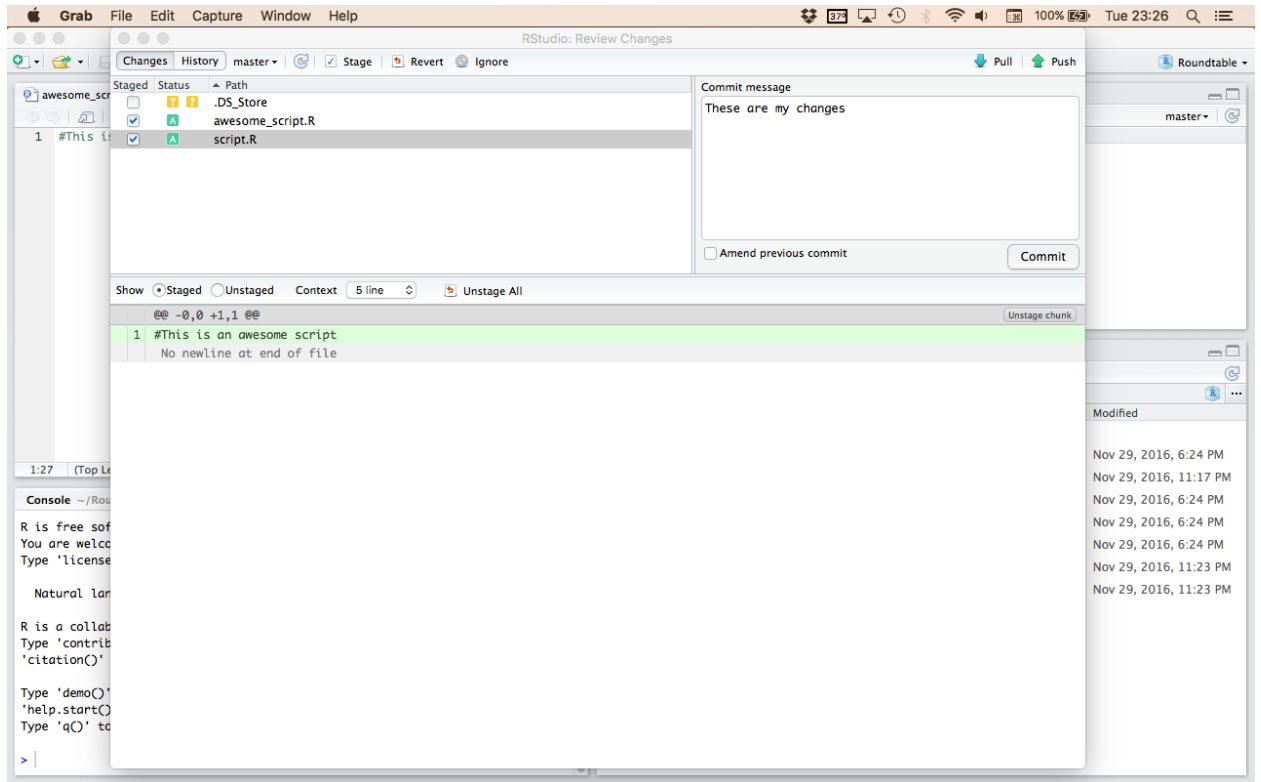 Grab File Edit Capture Window Help 37° 100% Tue 23:26
RStudio: Review Changes
Changes History master Stage Revert Ignore Pull Push
Roundtable
Staged Status Path
? ? .DS_Store
A awesome_script.R
A script.R
Commit message
These are my changes
Amend previous commit
Commit
Show Staged Unstaged Context 5 line Unstage All
@@ -0,0 +1,1 @@ Unstage chunk
1 #This is an awesome script
No newline at end of file
awesome_scr
1 #This is
1:27 (Top Le
Console ~/Rou
R is free sof
You are welco
Type 'license
Natural lan
R is a collab
Type 'contrib
'citation()'
Type 'demo()'
'help.start()
Type 'q()' to
>
master
Modified
Nov 29, 2016, 6:24 PM
Nov 29, 2016, 11:17 PM
Nov 29, 2016, 6:24 PM
Nov 29, 2016, 6:24 PM
Nov 29, 2016, 6:24 PM
Nov 29, 2016, 11:23 PM
Nov 29, 2016, 11:23 PM